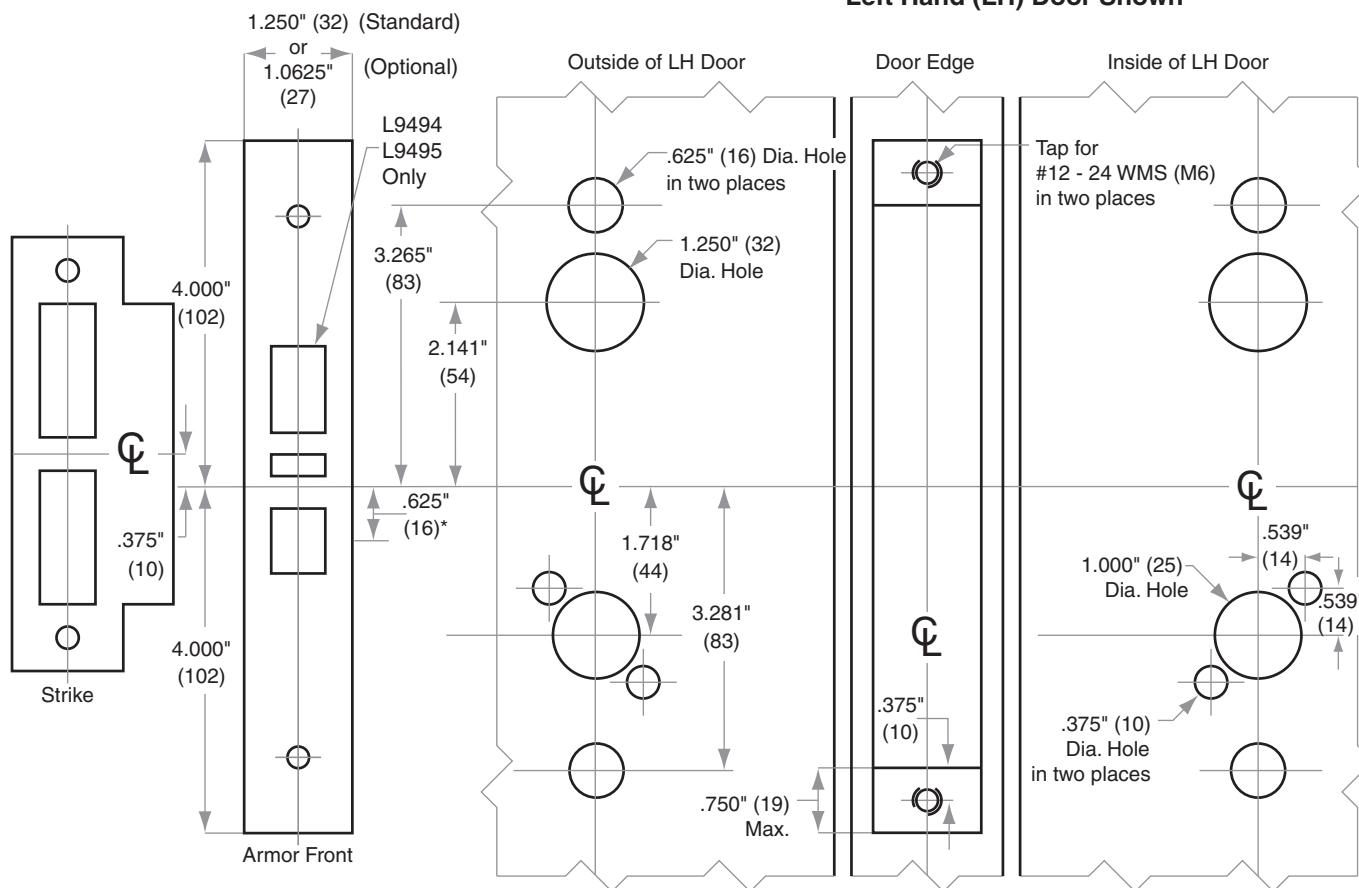 Left Hand (LH) Door Shown
1.250" (32) (Standard)
or
1.0625" (Optional)
(27)
Outside of LH Door
Door Edge
Inside of LH Door
L9494
L9495
Only
.625" (16) Dia. Hole
in two places
Tap for
#12 - 24 WMS (M6)
in two places
3.265"
(83)
1.250" (32)
Dia. Hole
4.000"
(102)
2.141"
(54)
℄
℄
℄
.625"
(16)*
.375"
(10)
1.718"
(44)
.539"
(14)
1.000" (25)
Dia. Hole
.539
(14)
3.281"
(83)
℄
4.000"
(102)
Strike
.375"
(10)
.375" (10)
Dia. Hole
in two places
.750" (19)
Max.
Armor Front